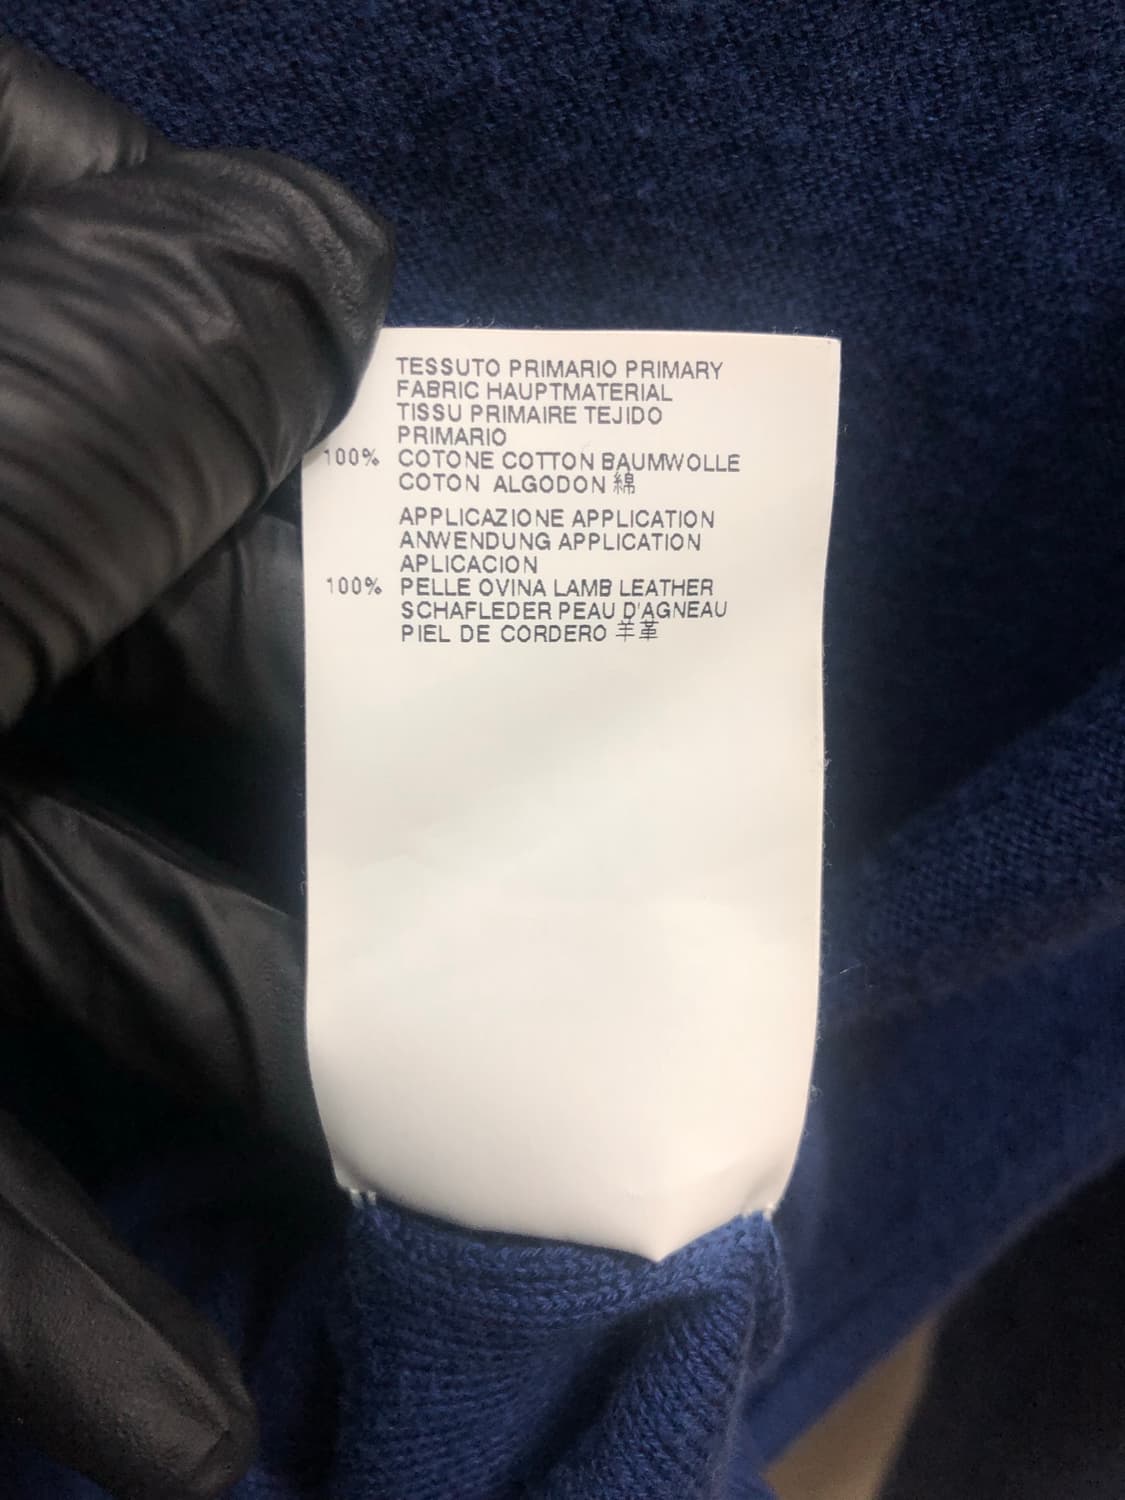 TESSUTO PRIMARIO PRIMARY
FABRIC HAUPTMATERIAL
TISSU PRIMAIRE TEJIDO
PRIMARIO
100% COTONE COTTON BAUMWOLLE
COTON ALGODON 綿
APPLICAZIONE APPLICATION
ANWENDUNG APPLICATION
APLICACION
100% PELLE OVINA LAMB LEATHER
SCHAFLEDER PEAU D'AGNEAU
PIEL DE CORDERO 羊革